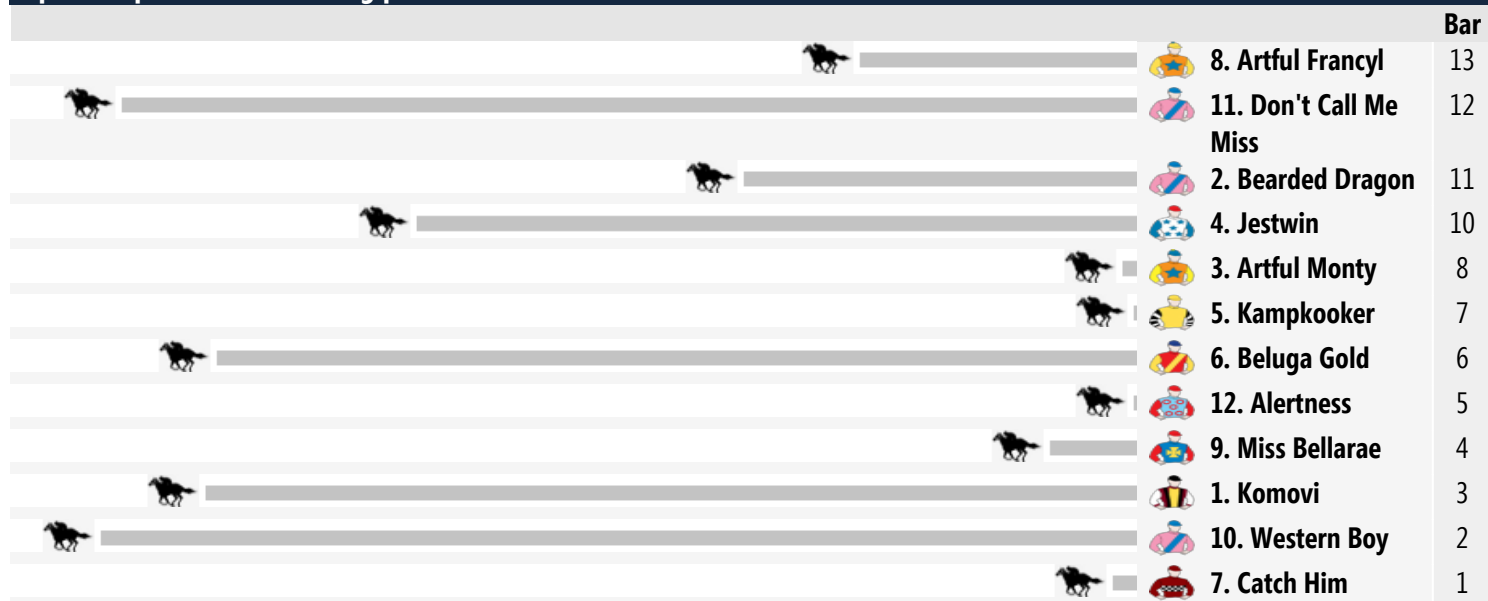 Bar
8. Artful Francyl 13
11. Don't Call Me 12
Miss
2. Bearded Dragon 11
4. Jestwin 10
3. Artful Monty 8
5. Kampkooker 7
6. Beluga Gold 6
12. Alertness 5
9. Miss Bellarae 4
1. Komovi 3
10. Western Boy 2
7. Catch Him 1